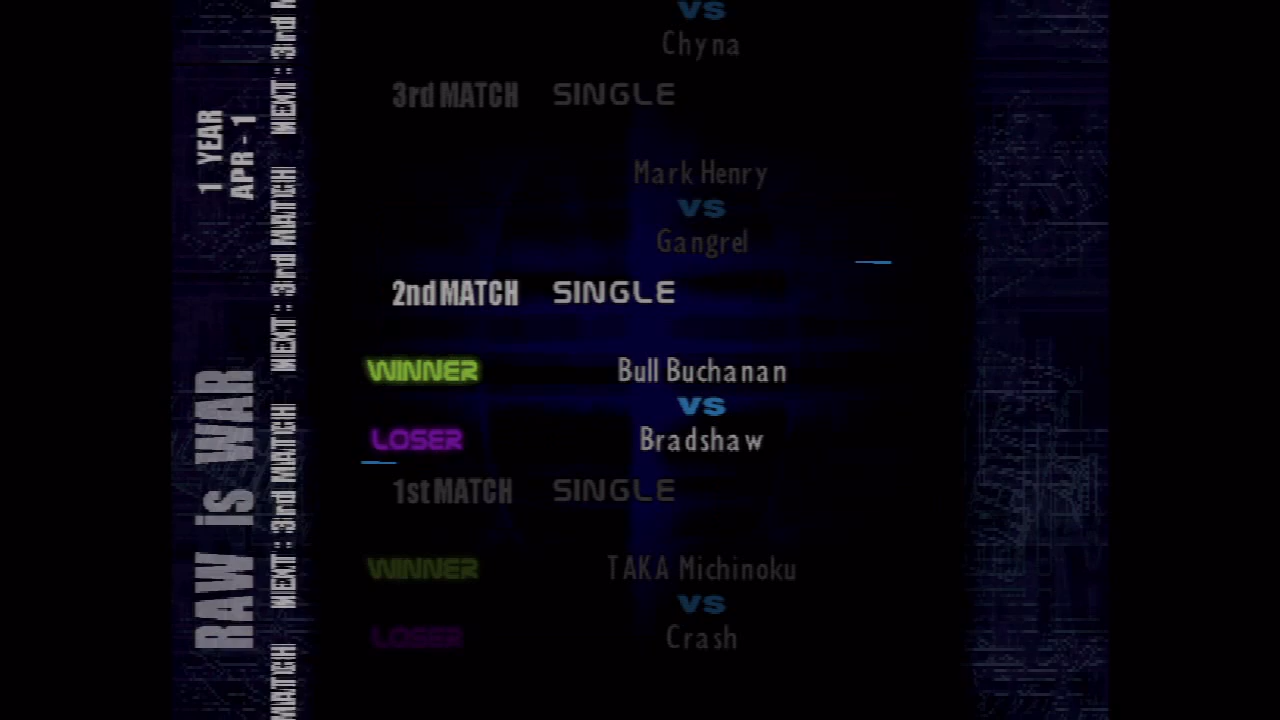 VS
Chyna
3rd MATCH SINGLE
Mark Henry
VS
Gangrel
2nd MATCH SINGLE
WINNER Bull Buchanan
VS
LOSER Bradshaw
1st MATCH SINGLE
WINNER TAKA Michinoku
VS
LOSER Crash
1 YEAR
APR - 1
RAW is WAR
MATCH NEXT : 3rd MATCH NEXT : 3rd MATCH NEXT : 3rd M